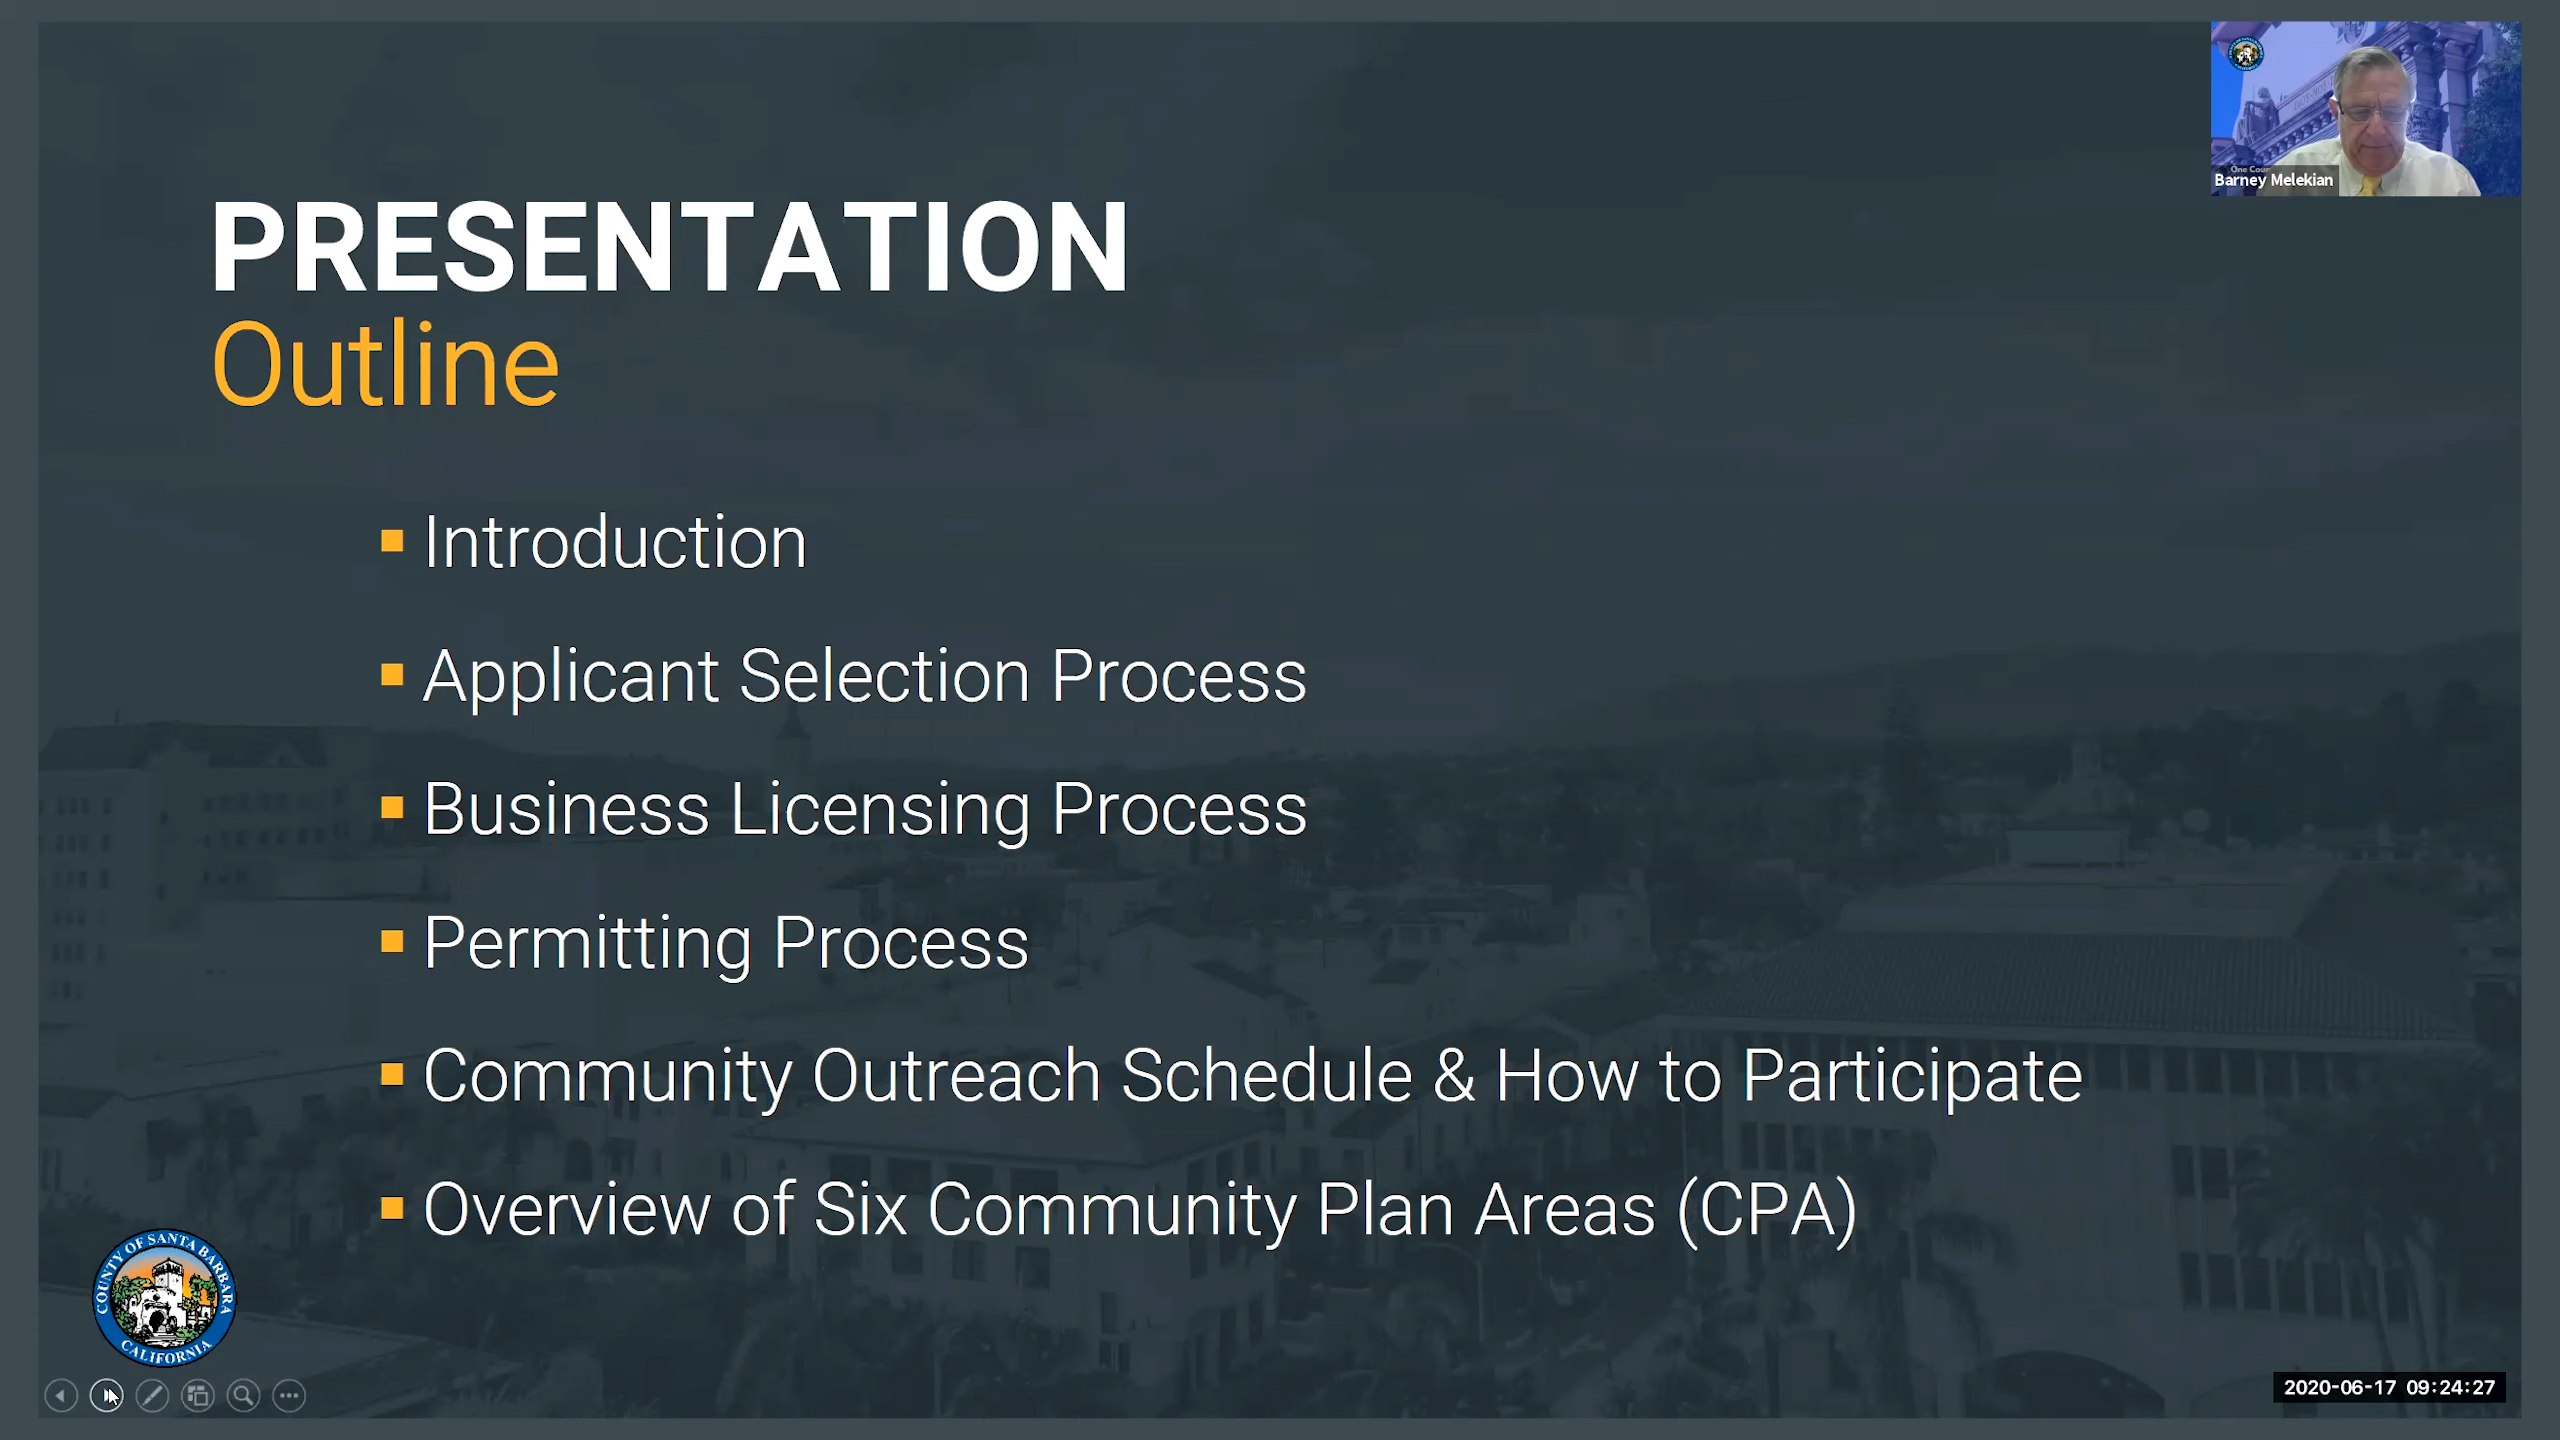 Barney Melekian
PRESENTATION
Outline
Introduction
Applicant Selection Process
Business Licensing Process
Permitting Process
Community Outreach Schedule & How to Participate
Overview of Six Community Plan Areas (CPA)
COUNTY OF SANTA BARBARA
CALIFORNIA
2020-06-17 09:24:27